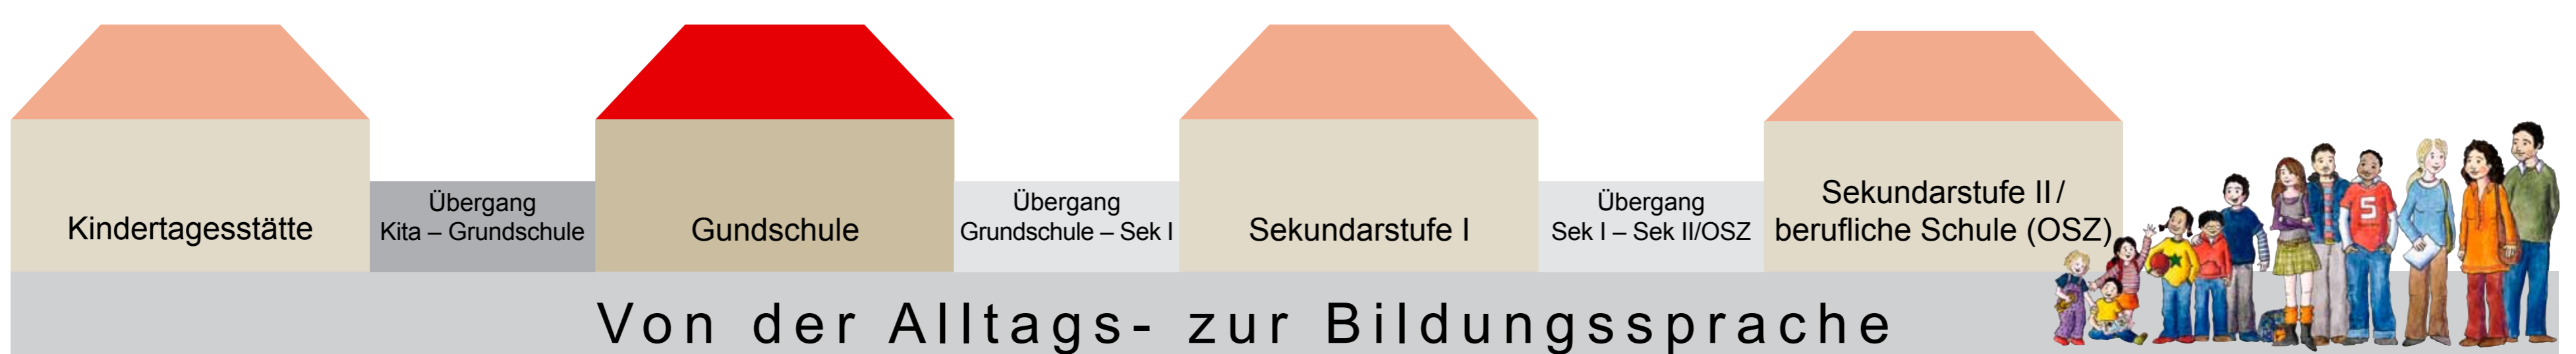 Kindertagesstätte
Übergang
Kita – Grundschule
Gundschule
Übergang
Grundschule – Sek I
Sekundarstufe I
Übergang
Sek I – Sek II/OSZ
Sekundarstufe II /
berufliche Schule (OSZ)
5
Von der Alltags- zur Bildungssprache